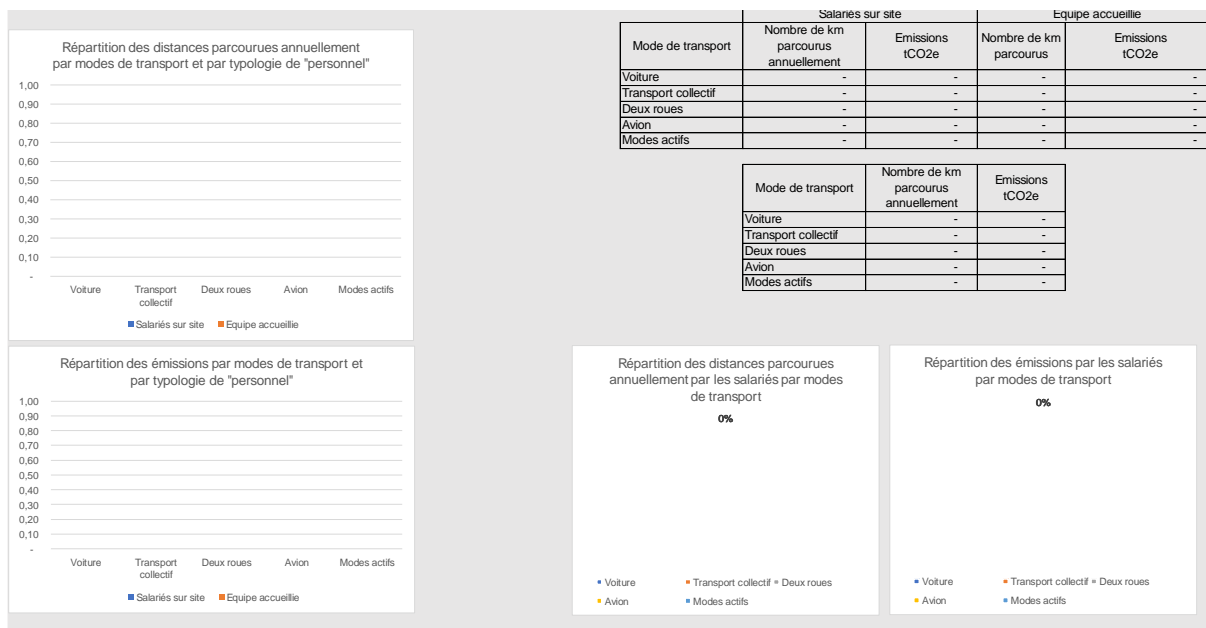 Répartition des distances parcourues annuellement
par modes de transport et par typologie de "personnel"
1,00
0,90
0,80
0,70
0,60
0,50
0,40
0,30
0,20
0,10
-
Voiture Transport collectif Deux roues Avion Modes actifs
Salariés sur site Equipe accueillie
Salariés sur site Equipe accueillie
Mode de transport Nombre de km parcourus annuellement Emissions tCO2e Nombre de km parcourus Emissions tCO2e
Voiture - - - -
Transport collectif - - - -
Deux roues - - - -
Avion - - - -
Modes actifs - - - -
Mode de transport Nombre de km parcourus annuellement Emissions tCO2e
Voiture - -
Transport collectif - -
Deux roues - -
Avion - -
Modes actifs - -
Répartition des émissions par modes de transport et
par typologie de "personnel"
1,00
0,90
0,80
0,70
0,60
0,50
0,40
0,30
0,20
0,10
-
Voiture Transport collectif Deux roues Avion Modes actifs
Salariés sur site Equipe accueillie
Répartition des distances parcourues
annuellement par les salariés par modes
de transport
0%
Voiture Transport collectif Deux roues
Avion Modes actifs
Répartition des émissions par les salariés
par modes de transport
0%
Voiture Transport collectif Deux roues
Avion Modes actifs